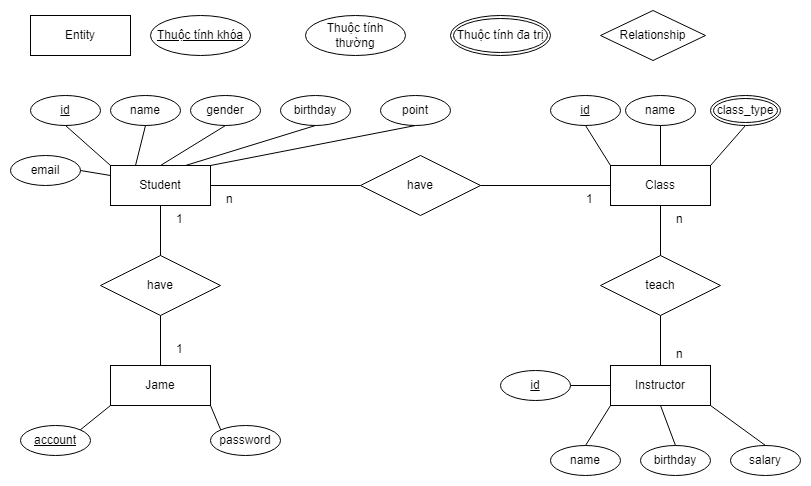 Entity
Thuộc tính khóa
Thuộc tính
thường
Thuộc tính đa trị
Relationship
id
name
gender
birthday
point
id
name
class_type
email
Student
have
Class
n
1
1
n
have
teach
1
n
Jame
id
Instructor
account
password
name
birthday
salary